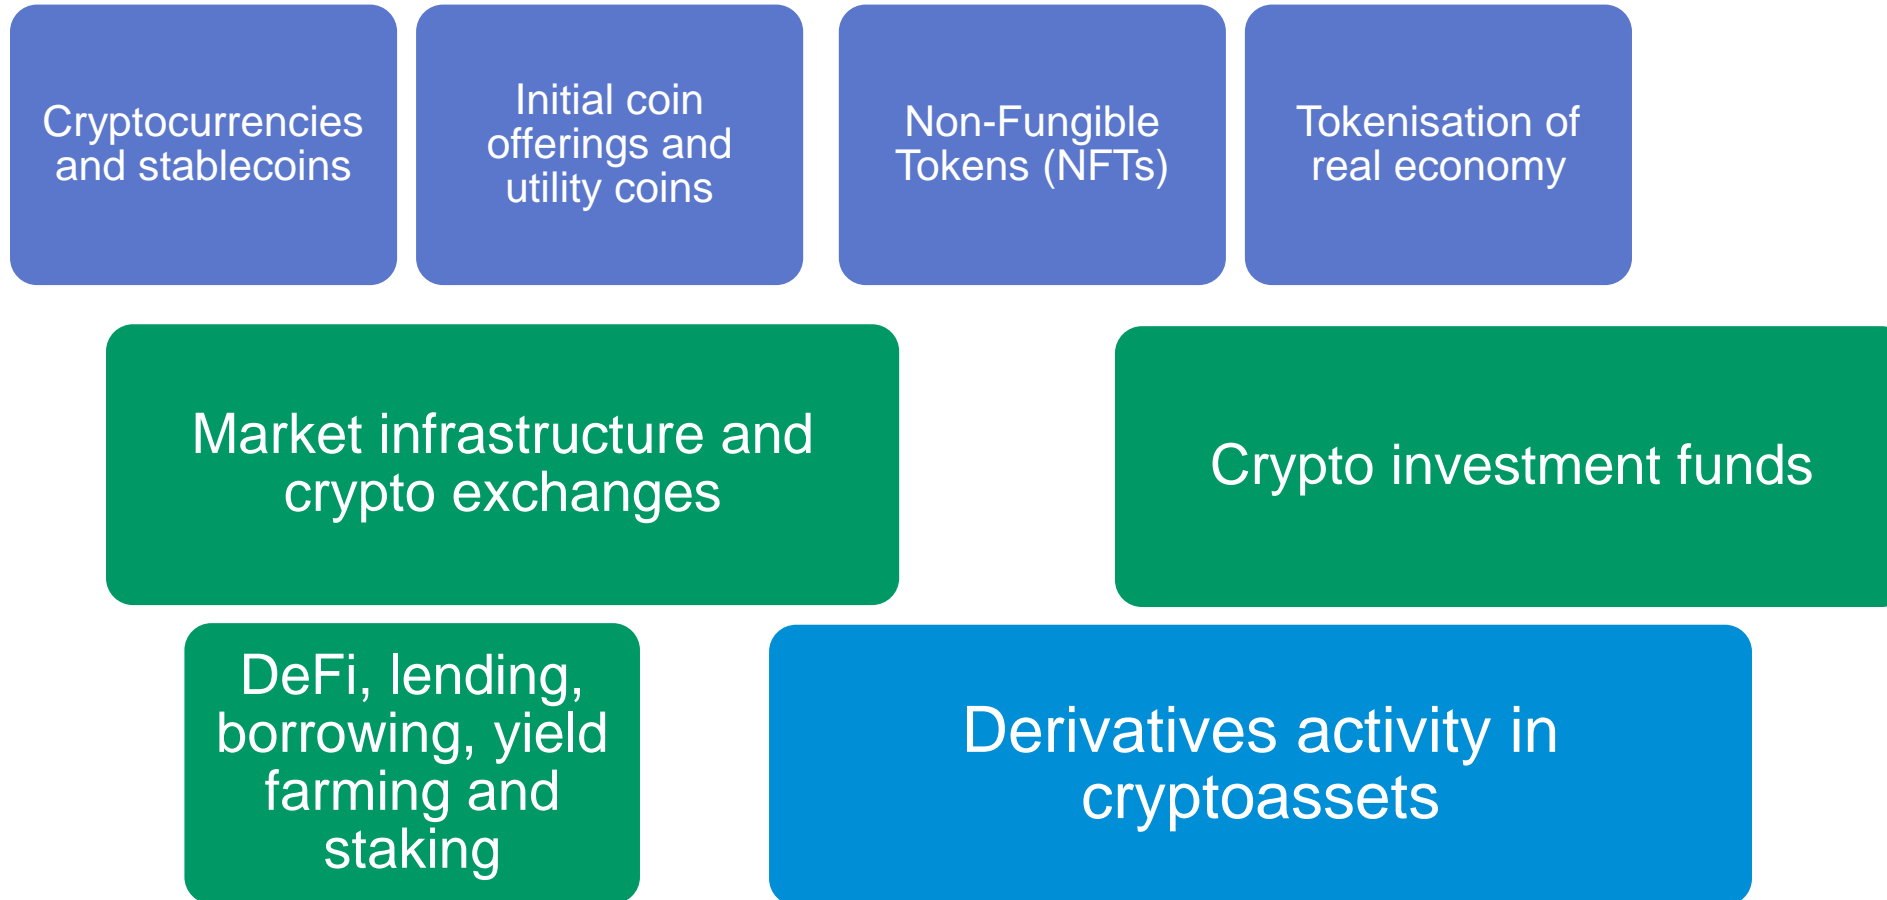 Cryptocurrencies
and stablecoins
Initial coin
offerings and
utility coins
Non-Fungible
Tokens (NFTs)
Tokenisation of
real economy
Market infrastructure and
crypto exchanges
Crypto investment funds
DeFi, lending,
borrowing, yield
farming and
staking
Derivatives activity in
cryptoassets